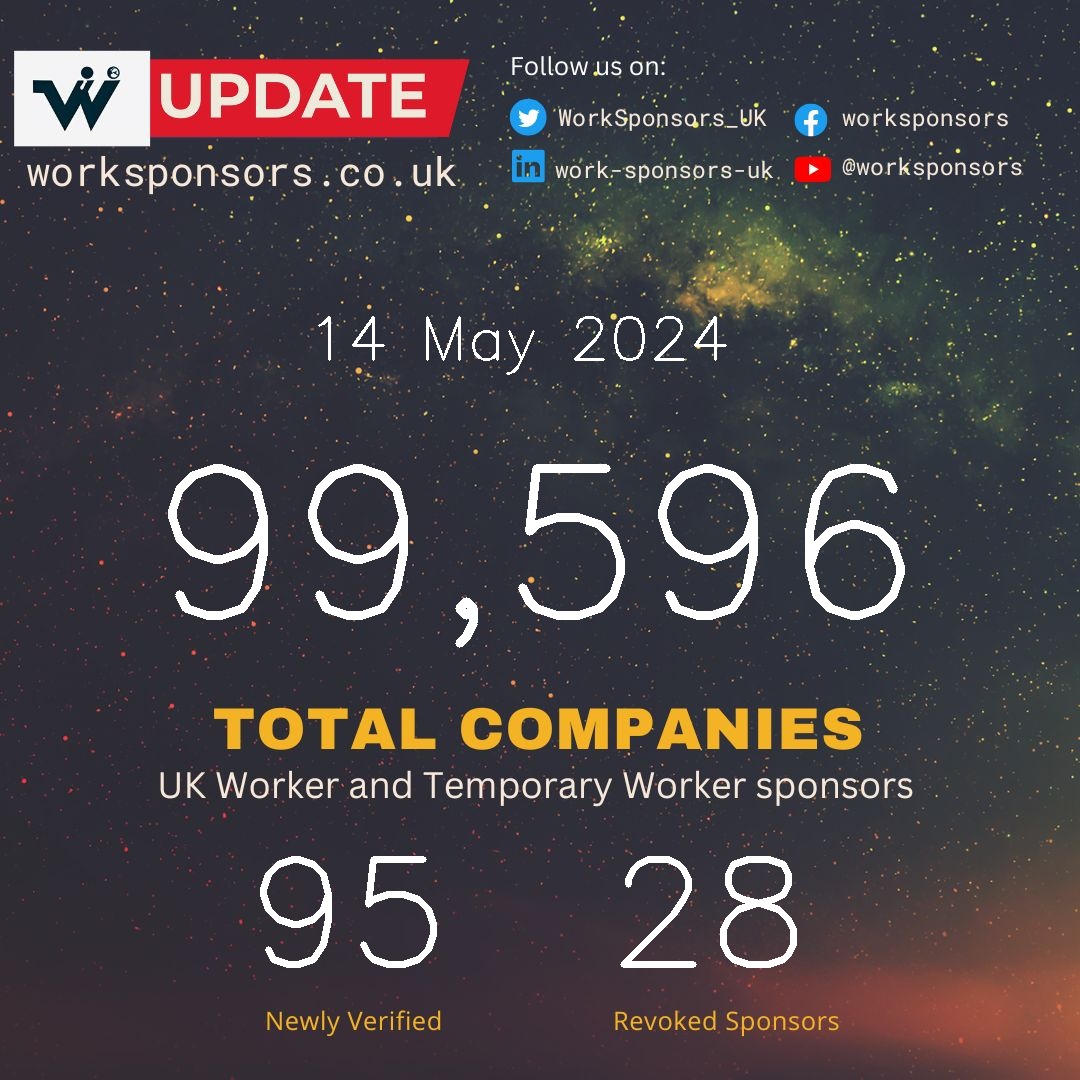 UPDATE
worksponsors.co.uk
Follow us on:
WorkSponsors_UK
worksponsors
work-sponsors-uk
@worksponsors
14 May 2024
99,596
TOTAL COMPANIES
UK Worker and Temporary Worker sponsors
95
28
Newly Verified
Revoked Sponsors